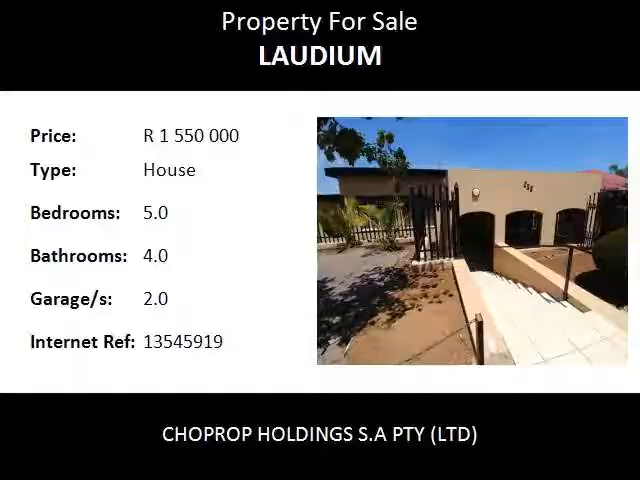 Property For Sale
LAUDIUM
Price: R 1 550 000
Type: House
Bedrooms: 5.0
Bathrooms: 4.0
Garage/s: 2.0
Internet Ref: 13545919
CHOPROP HOLDINGS S.A PTY (LTD)